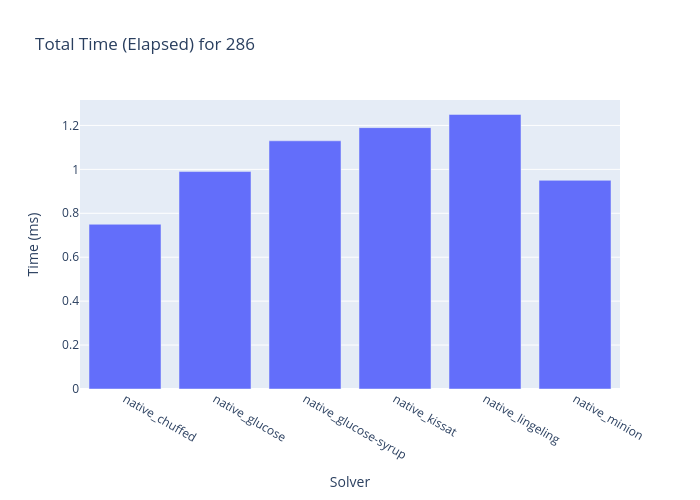 Total Time (Elapsed) for 286
Time (ms)
1.2
1
0.8
0.6
0.4
0.2
0
native_chuffed
native_glucose
native_glucose-syrup
native_kissat
native_lingeling
native_minion
Solver